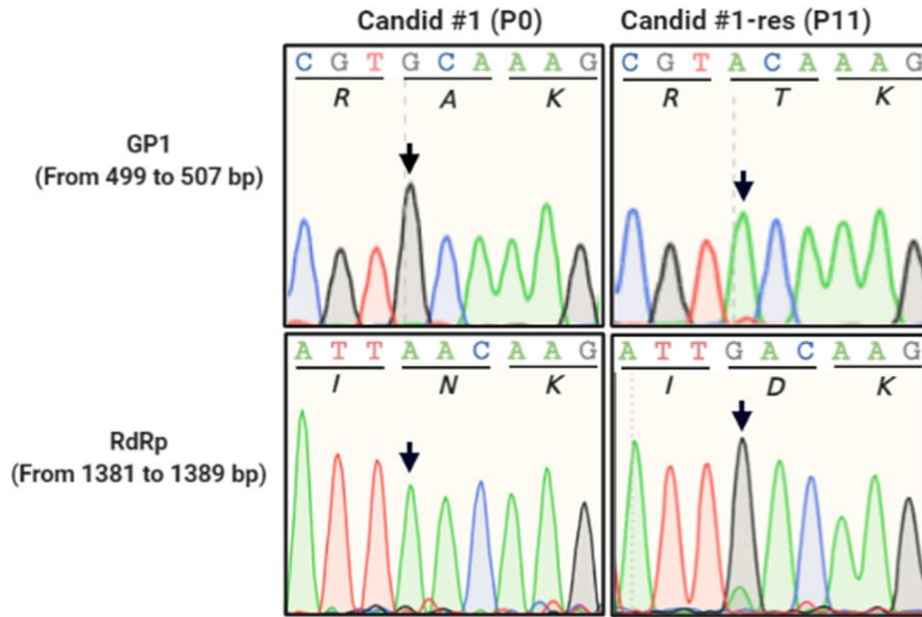 Candid #1 (P0) Candid #1-res (P11)
C G T G C A A A G C G T A C A A A G
R A K R T K
GP1
(From 499 to 507 bp)
A T T A A C A A G A T T G A C A A G
I N K I D K
RdRp
(From 1381 to 1389 bp)